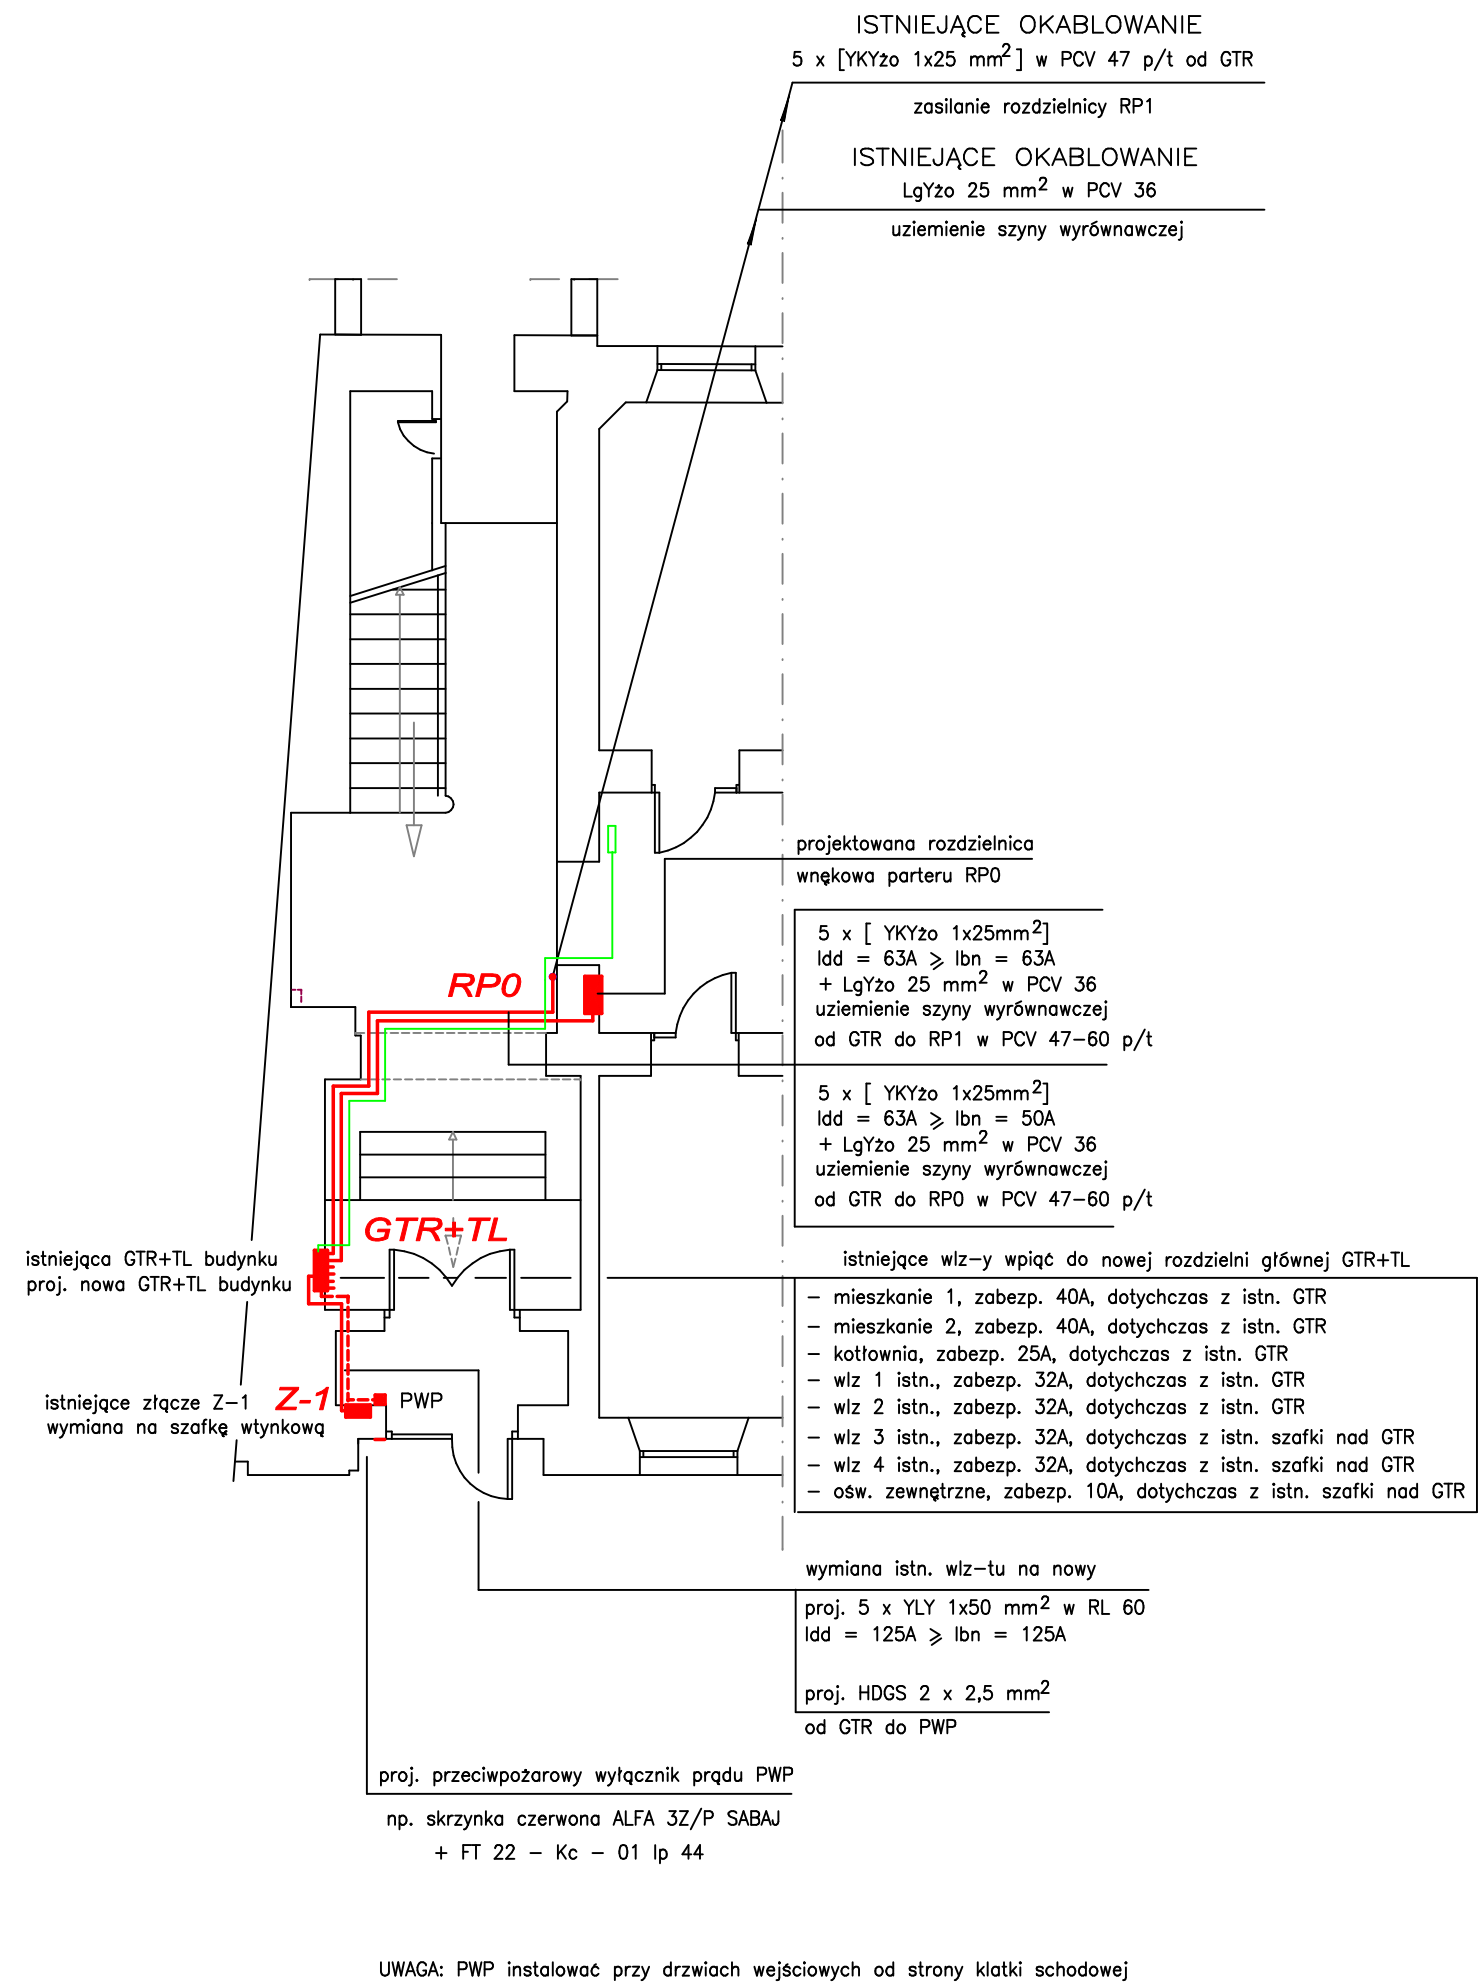 ISTNIEJĄCE OKABLOWANIE
5 x [YKYżo 1x25 mm²] w PCV 47 p/t od GTR
zasilanie rozdzielnicy RP1
ISTNIEJĄCE OKABLOWANIE
LgYżo 25 mm² w PCV 36
uziemienie szyny wyrównawczej
projektowana rozdzielnica
wnękowa parteru RP0
5 x [ YKYżo 1x25mm²]
Idd = 63A ⩾ Ibn = 63A
+ LgYżo 25 mm² w PCV 36
uziemienie szyny wyrównawczej
od GTR do RP1 w PCV 47-60 p/t
RP0
5 x [ YKYżo 1x25mm²]
Idd = 63A ⩾ Ibn = 50A
+ LgYżo 25 mm² w PCV 36
uziemienie szyny wyrównawczej
od GTR do RP0 w PCV 47-60 p/t
GTR+TL
istniejąca GTR+TL budynku
proj. nowa GTR+TL budynku
istniejące wlz-y wpiąć do nowej rozdzielni głównej GTR+TL
- mieszkanie 1, zabezp. 40A, dotychczas z istn. GTR
- mieszkanie 2, zabezp. 40A, dotychczas z istn. GTR
- kotłownia, zabezp. 25A, dotychczas z istn. GTR
- wlz 1 istn., zabezp. 32A, dotychczas z istn. GTR
- wlz 2 istn., zabezp. 32A, dotychczas z istn. GTR
- wlz 3 istn., zabezp. 32A, dotychczas z istn. szafki nad GTR
- wlz 4 istn., zabezp. 32A, dotychczas z istn. szafki nad GTR
- ośw. zewnętrzne, zabezp. 10A, dotychczas z istn. szafki nad GTR
istniejące złącze Z-1
wymiana na szafkę wtynkową
Z-1
PWP
wymiana istn. wlz-tu na nowy
proj. 5 x YLY 1x50 mm² w RL 60
Idd = 125A ⩾ Ibn = 125A
proj. HDGS 2 x 2,5 mm²
od GTR do PWP
proj. przeciwpożarowy wyłącznik prądu PWP
np. skrzynka czerwona ALFA 3Z/P SABAJ
+ FT 22 - Kc - 01 Ip 44
UWAGA: PWP instalować przy drzwiach wejściowych od strony klatki schodowej